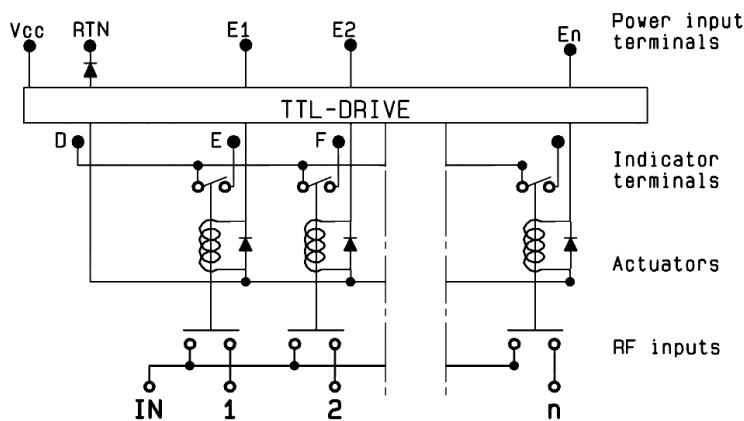 Vcc RTN E1 E2 En Power input
terminals
TTL-DRIVE
D E F Indicator
terminals
Actuators
RF inputs
IN 1 2 n